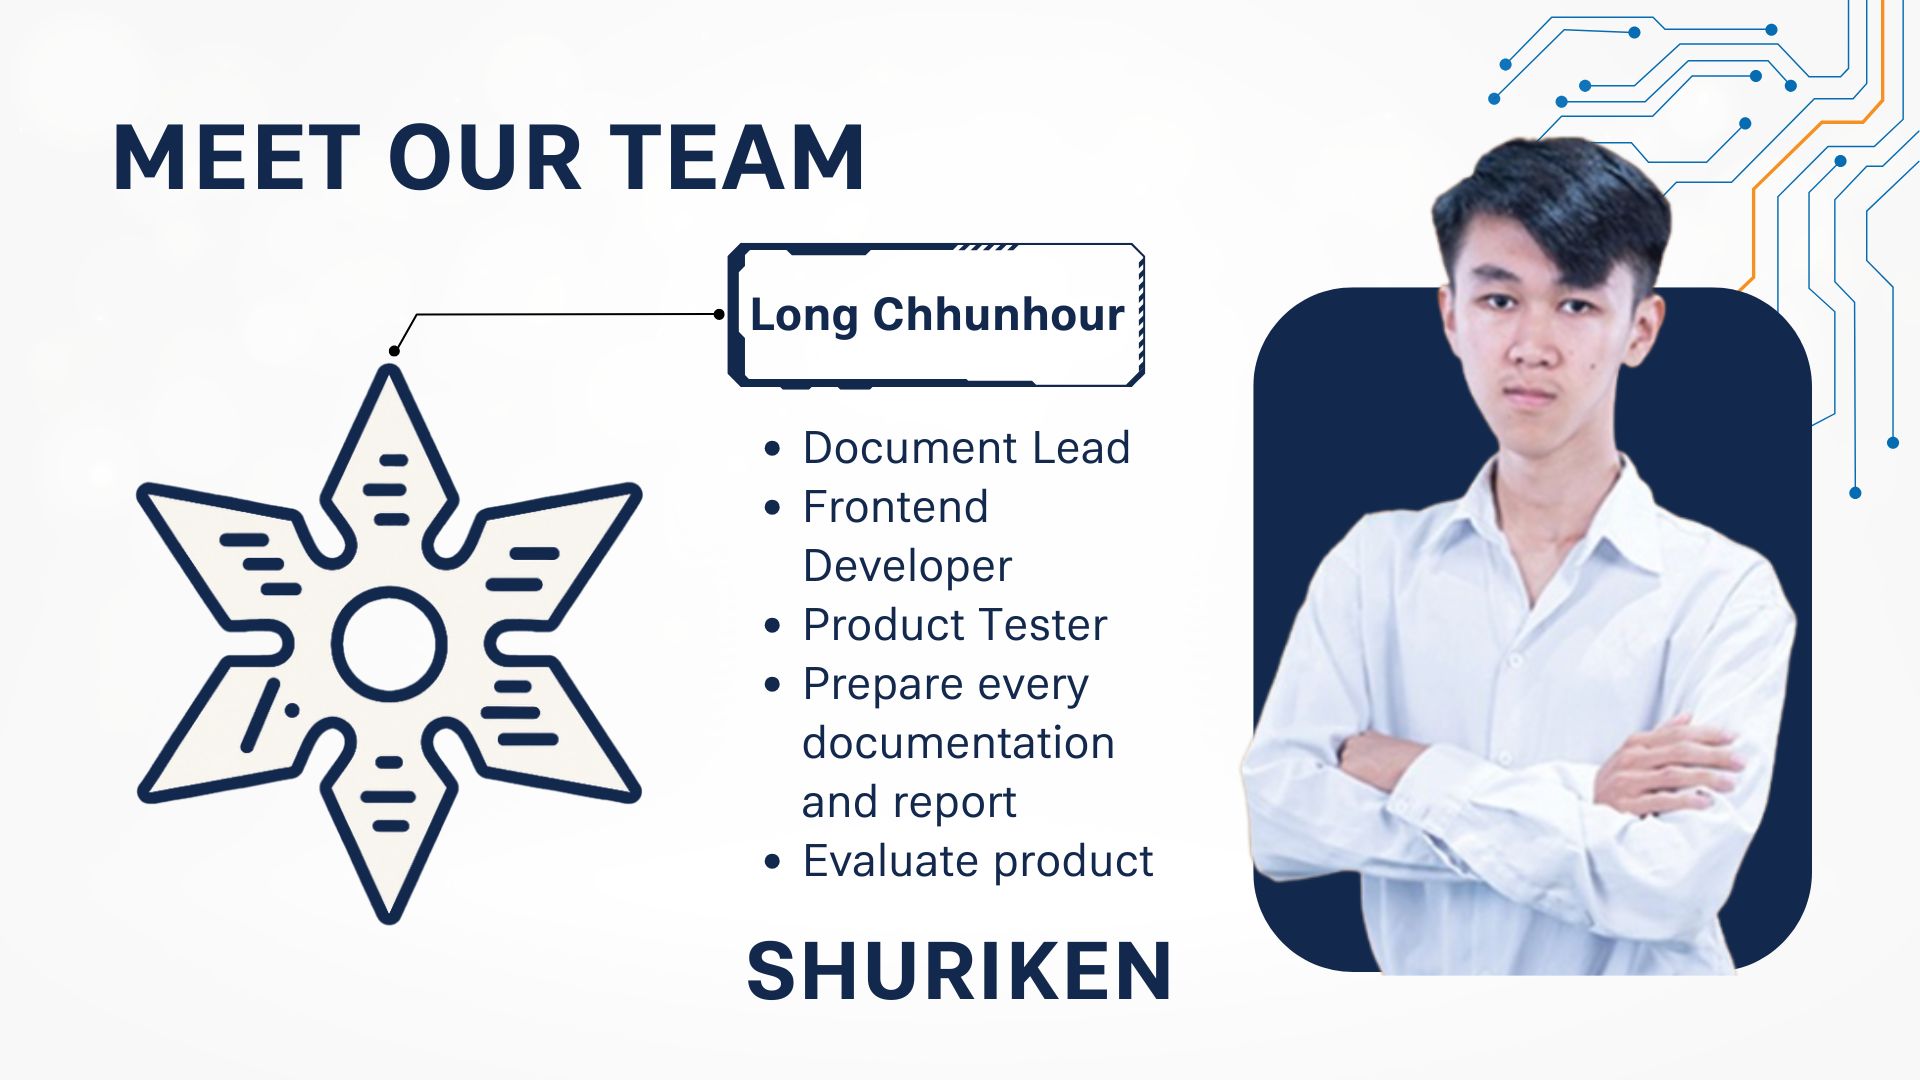 MEET OUR TEAM
Long Chhunhour
• Document Lead
• Frontend
Developer
• Product Tester
• Prepare every
documentation
and report
• Evaluate product
SHURIKEN